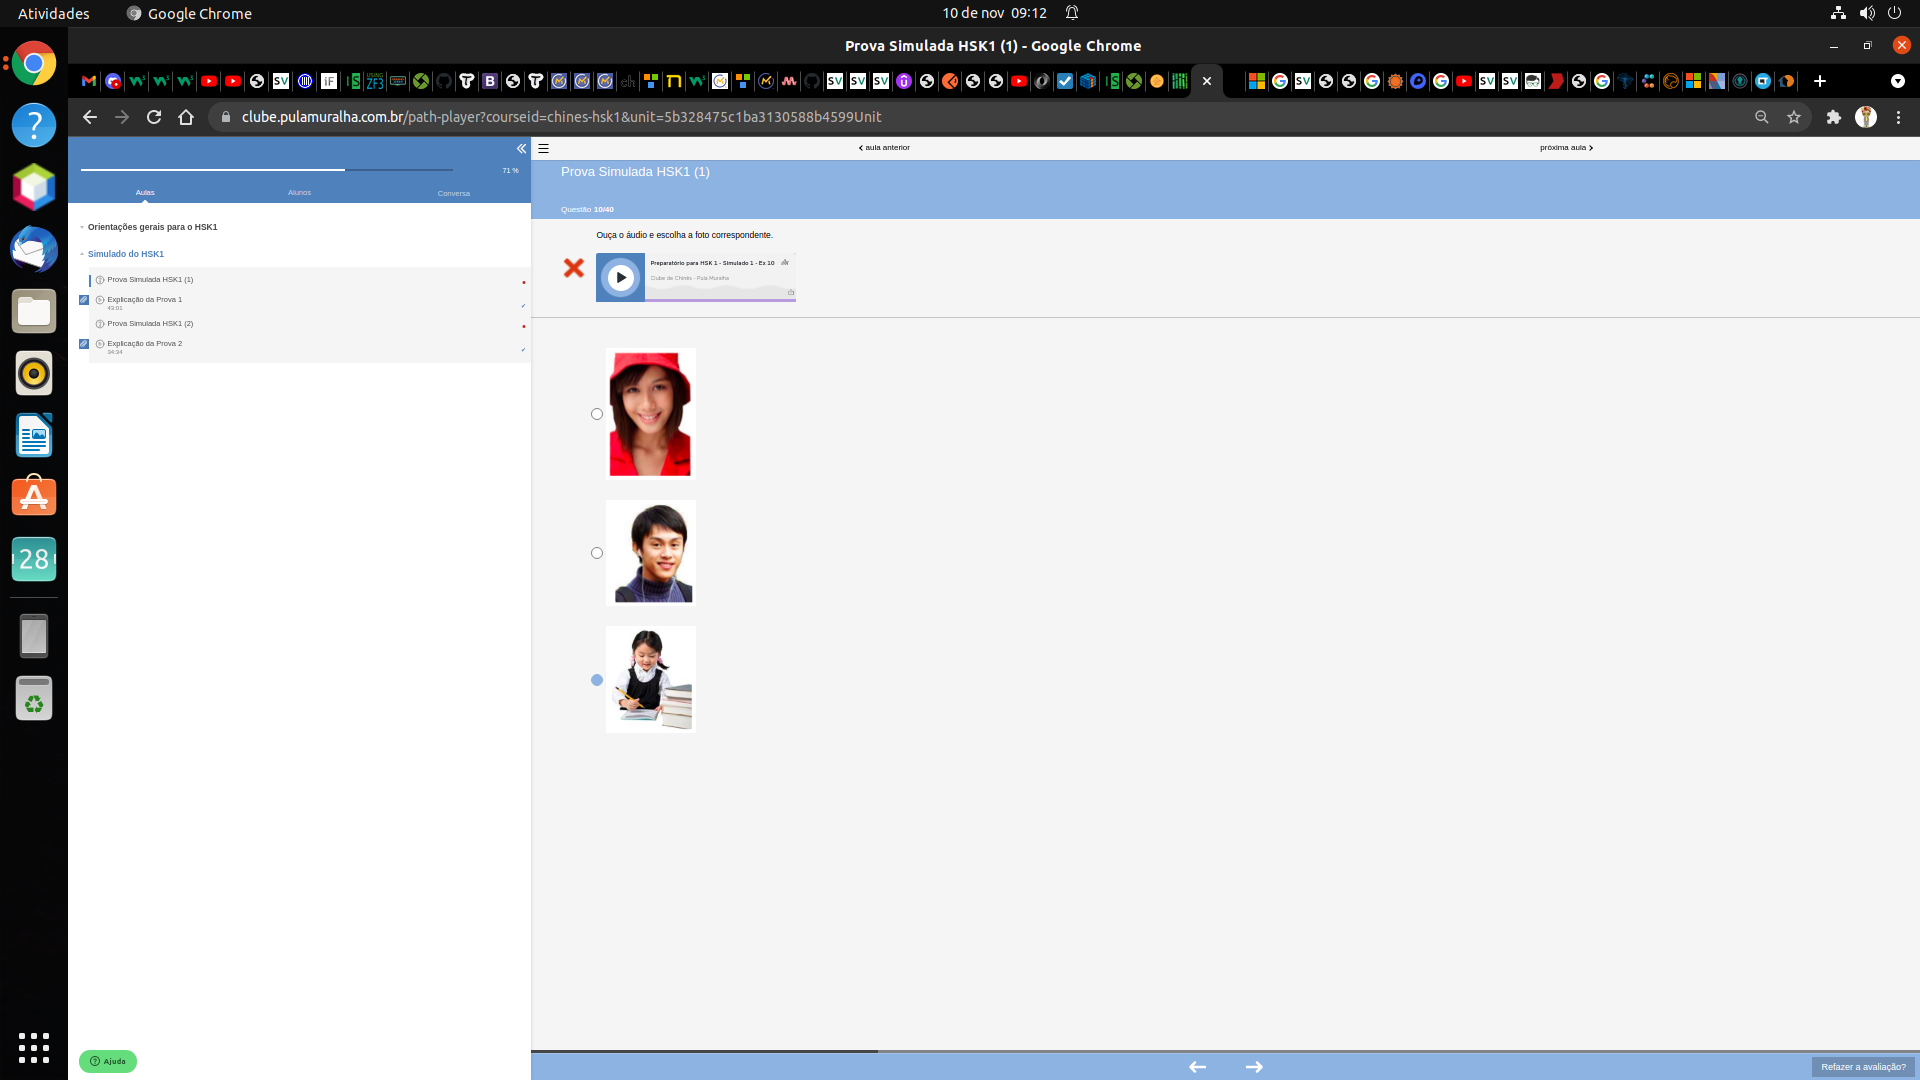 Atividades
Google Chrome
10 de nov 09:12
Prova Simulada HSK1 (1) - Google Chrome
clube.pulamuralha.com.br/path-player?courseid=chines-hsk1&unit=5b328475c1ba3130588b4599Unit
71 %
Aulas
Alunos
Conversa
Orientações gerais para o HSK1
Simulado do HSK1
Prova Simulada HSK1 (1)
Explicação da Prova 1
43:01
Prova Simulada HSK1 (2)
Explicação da Prova 2
34:34
Ajuda
28
aula anterior
próxima aula
Prova Simulada HSK1 (1)
Questão 10/40
Ouça o áudio e escolha a foto correspondente.
Preparatório para HSK 1 - Simulado 1 - Ex 10
Clube de Chinês - Pula Muralha
Refazer a avaliação?